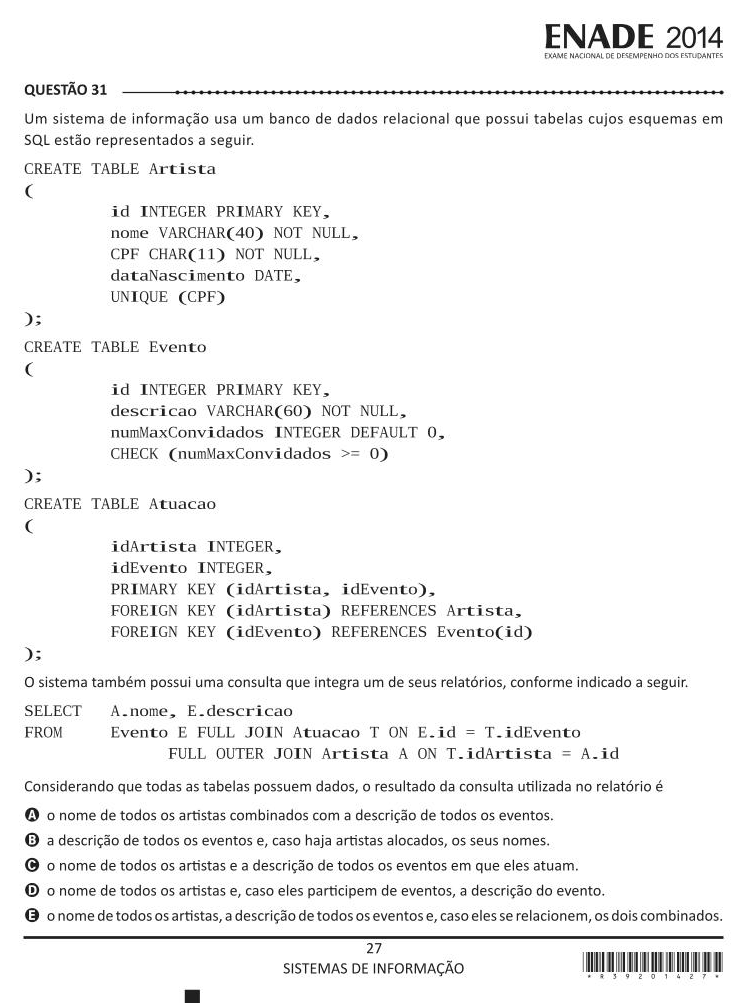 ENADE 2014
EXAME NACIONAL DE DESEMPENHO DOS ESTUDANTES
QUESTÃO 31
Um sistema de informação usa um banco de dados relacional que possui tabelas cujos esquemas em
SQL estão representados a seguir.
CREATE TABLE Artista
(
id INTEGER PRIMARY KEY,
nome VARCHAR(40) NOT NULL,
CPF CHAR(11) NOT NULL,
dataNascimento DATE,
UNIQUE (CPF)
);
CREATE TABLE Evento
(
id INTEGER PRIMARY KEY,
descricao VARCHAR(60) NOT NULL,
numMaxConvidados INTEGER DEFAULT 0,
CHECK (numMaxConvidados >= 0)
);
CREATE TABLE Atuacao
(
idArtista INTEGER,
idEvento INTEGER,
PRIMARY KEY (idArtista, idEvento),
FOREIGN KEY (idArtista) REFERENCES Artista,
FOREIGN KEY (idEvento) REFERENCES Evento(id)
);
O sistema também possui uma consulta que integra um de seus relatórios, conforme indicado a seguir.
SELECT A.nome, E.descricao
FROM Evento E FULL JOIN Atuacao T ON E.id = T.idEvento
FULL OUTER JOIN Artista A ON T.idArtista = A.id
Considerando que todas as tabelas possuem dados, o resultado da consulta utilizada no relatório é
A o nome de todos os artistas combinados com a descrição de todos os eventos.
B a descrição de todos os eventos e, caso haja artistas alocados, os seus nomes.
C o nome de todos os artistas e a descrição de todos os eventos em que eles atuam.
D o nome de todos os artistas e, caso eles participem de eventos, a descrição do evento.
E o nome de todos os artistas, a descrição de todos os eventos e, caso eles se relacionem, os dois combinados.
27
SISTEMAS DE INFORMAÇÃO
* R 3 9 2 0 1 4 2 7 *